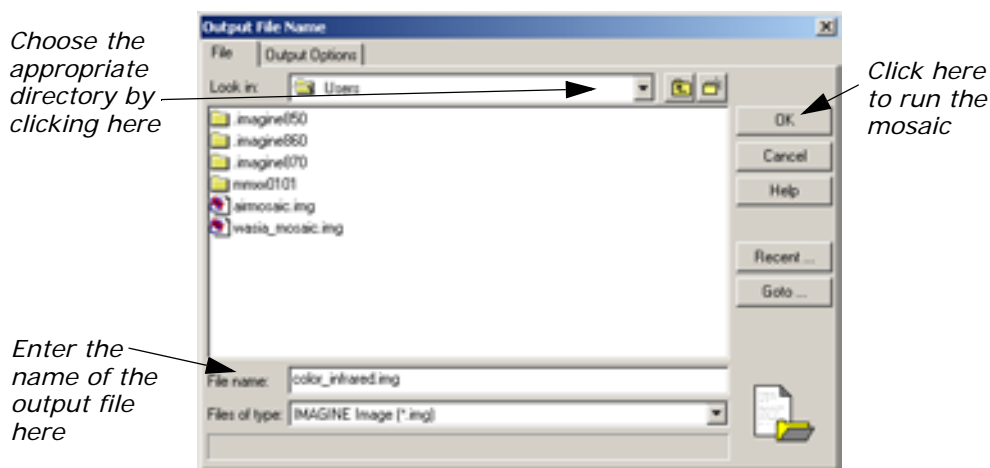 Output File Name
File
Output Options
Choose the
appropriate
directory by
clicking here
Look in:
Users
Click here
to run the
mosaic
.imagine850
.imagine860
.imagine870
mmxx0101
airmosaic.img
wasia_mosaic.img
OK
Cancel
Help
Recent ...
Goto ...
Enter the
name of the
output file
here
File name:
color_infrared.img
Files of type:
IMAGINE Image (*.img)